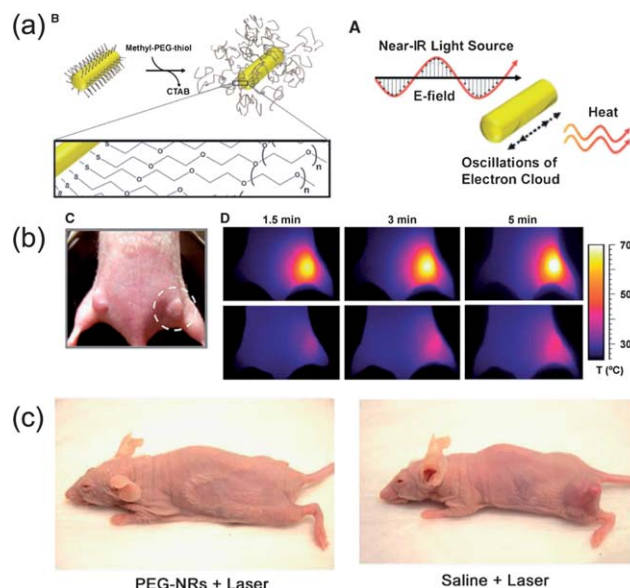 (a)
B
Methyl-PEG-thiol
CTAB
S
S
S
S
O
O
O
O
O
O
O
O
n
n
A
Near-IR Light Source
E-field
Heat
Oscillations of
Electron Cloud
(b)
C
D
1.5 min
3 min
5 min
70
50
30
T (ºC)
(c)
PEG-NRs + Laser
Saline + Laser